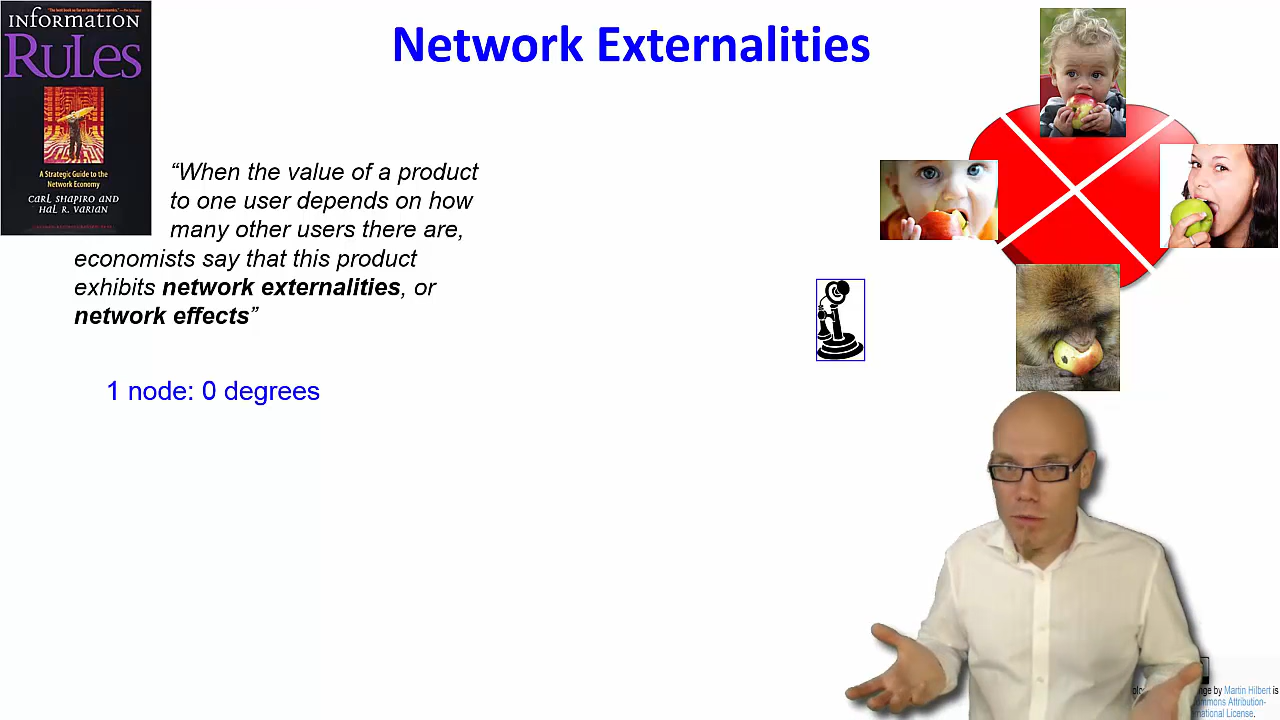 Network Externalities
INFORMATION
RULES
A Strategic Guide to the
Network Economy
CARL SHAPIRO AND
HAL R. VARIAN
“When the value of a product
to one user depends on how
many other users there are,
economists say that this product
exhibits network externalities, or
network effects”
1 node: 0 degrees
by Martin Hilbert is
Attribution-
License.